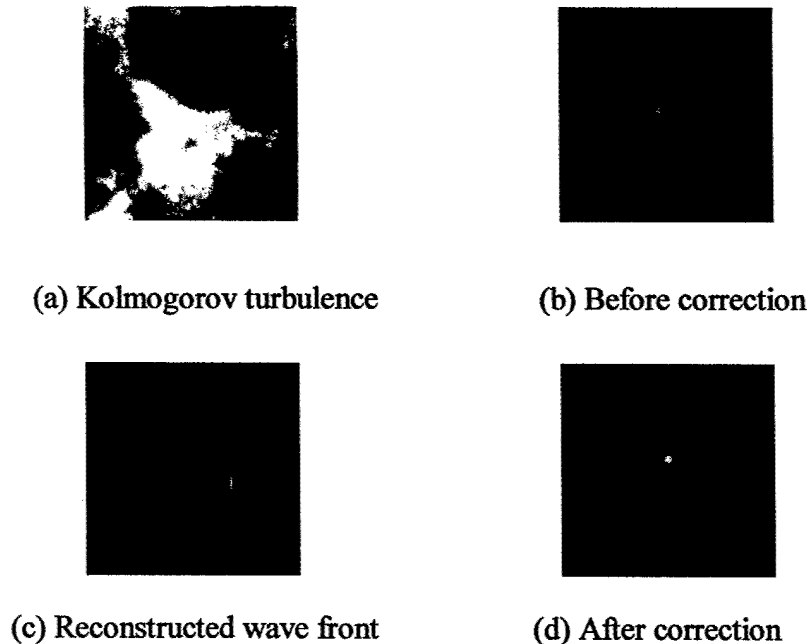 (a) Kolmogorov turbulence
(b) Before correction
(c) Reconstructed wave front
(d) After correction